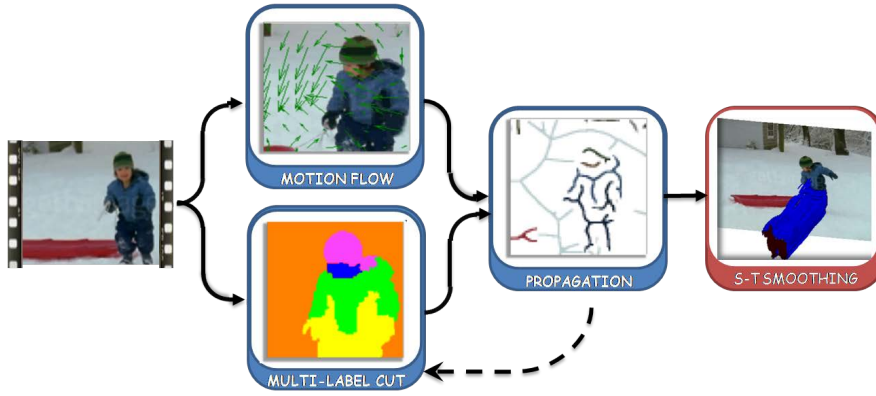 MOTION FLOW
MULTI-LABEL CUT
PROPAGATION
S-T SMOOTHING